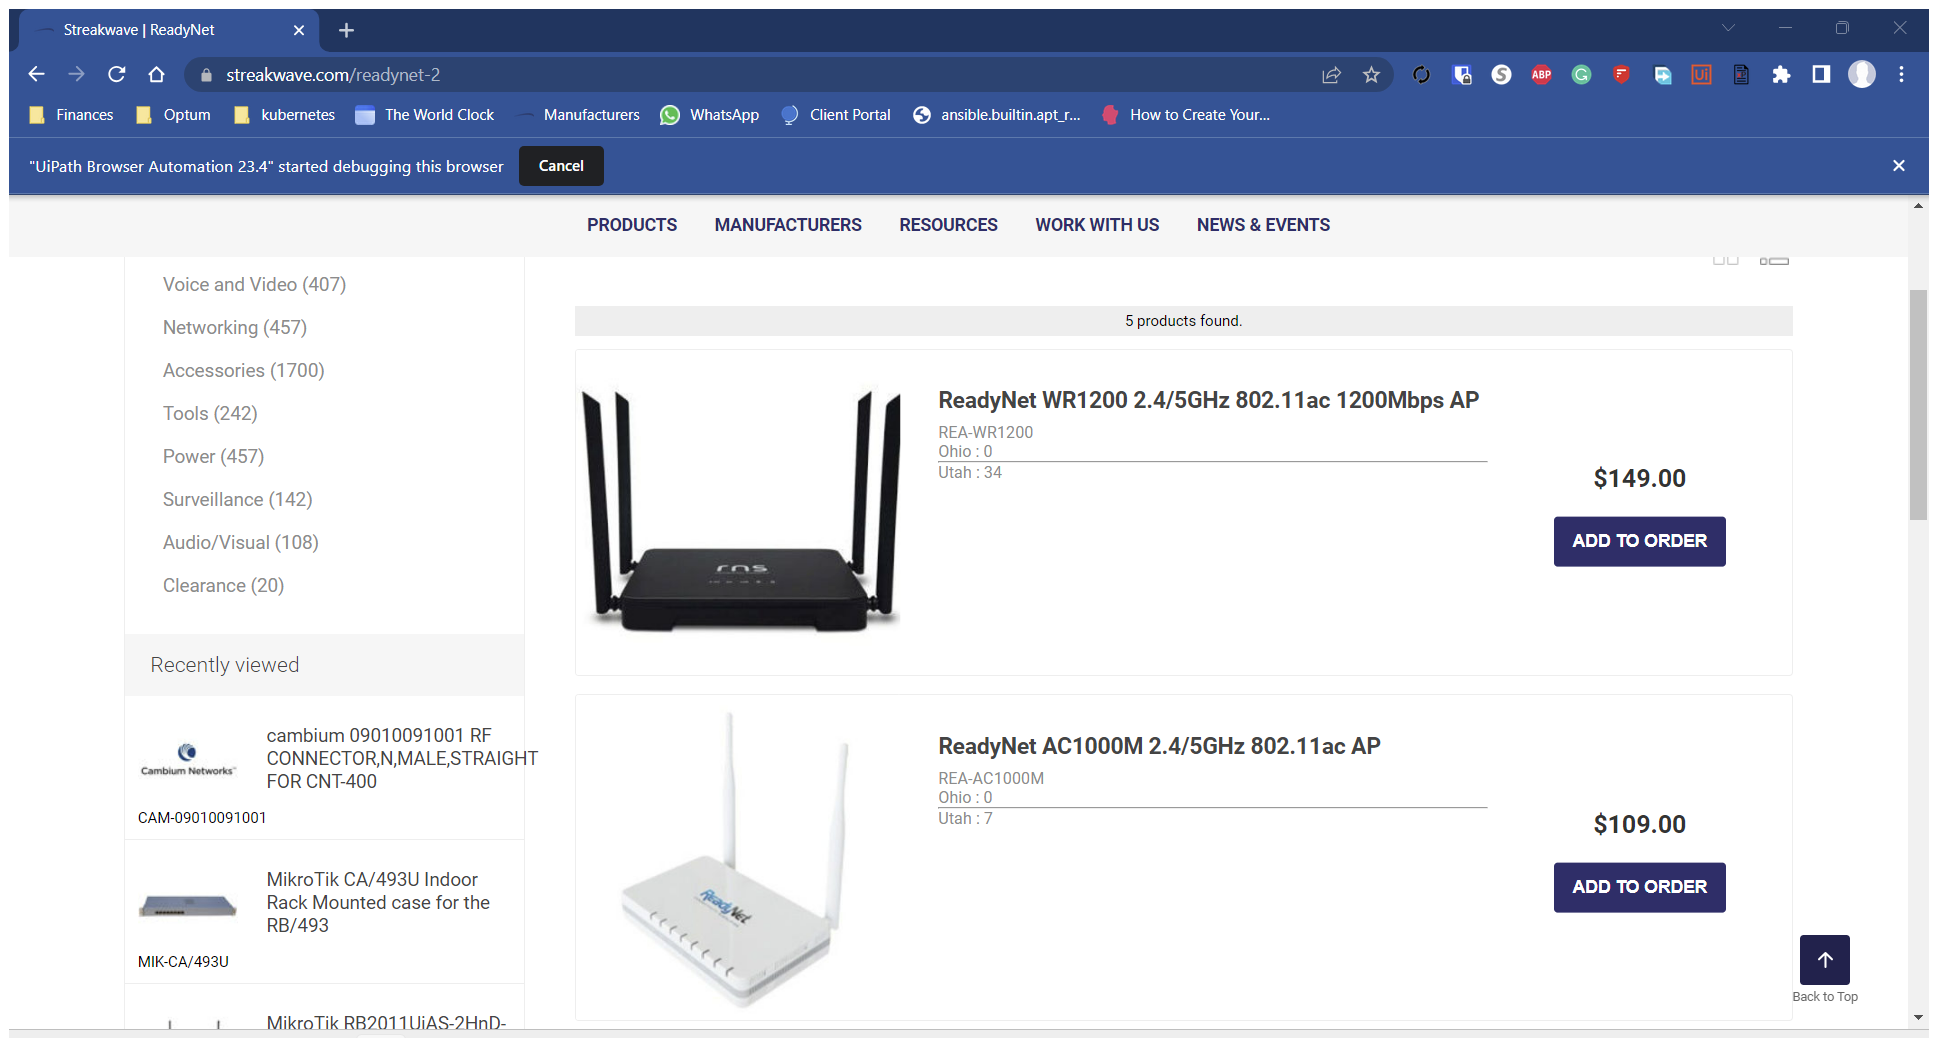 Streakwave | ReadyNet
streakwave.com/readynet-2
ABP
Ui
Finances
Optum
kubernetes
The World Clock
Manufacturers
WhatsApp
Client Portal
ansible.builtin.apt_r...
How to Create Your...
"UiPath Browser Automation 23.4" started debugging this browser
Cancel
PRODUCTS
MANUFACTURERS
RESOURCES
WORK WITH US
NEWS & EVENTS
Voice and Video (407)
Networking (457)
Accessories (1700)
Tools (242)
Power (457)
Surveillance (142)
Audio/Visual (108)
Clearance (20)
Recently viewed
Cambium Networks™
cambium 09010091001 RF
CONNECTOR,N,MALE,STRAIGHT
FOR CNT-400
CAM-09010091001
MikroTik CA/493U Indoor
Rack Mounted case for the
RB/493
MIK-CA/493U
MikroTik RB2011UiAS-2HnD-
5 products found.
rns
ReadyNet WR1200 2.4/5GHz 802.11ac 1200Mbps AP
REA-WR1200
Ohio : 0
Utah : 34
$149.00
ADD TO ORDER
ReadyNet
ReadyNet AC1000M 2.4/5GHz 802.11ac AP
REA-AC1000M
Ohio : 0
Utah : 7
$109.00
ADD TO ORDER
Back to Top